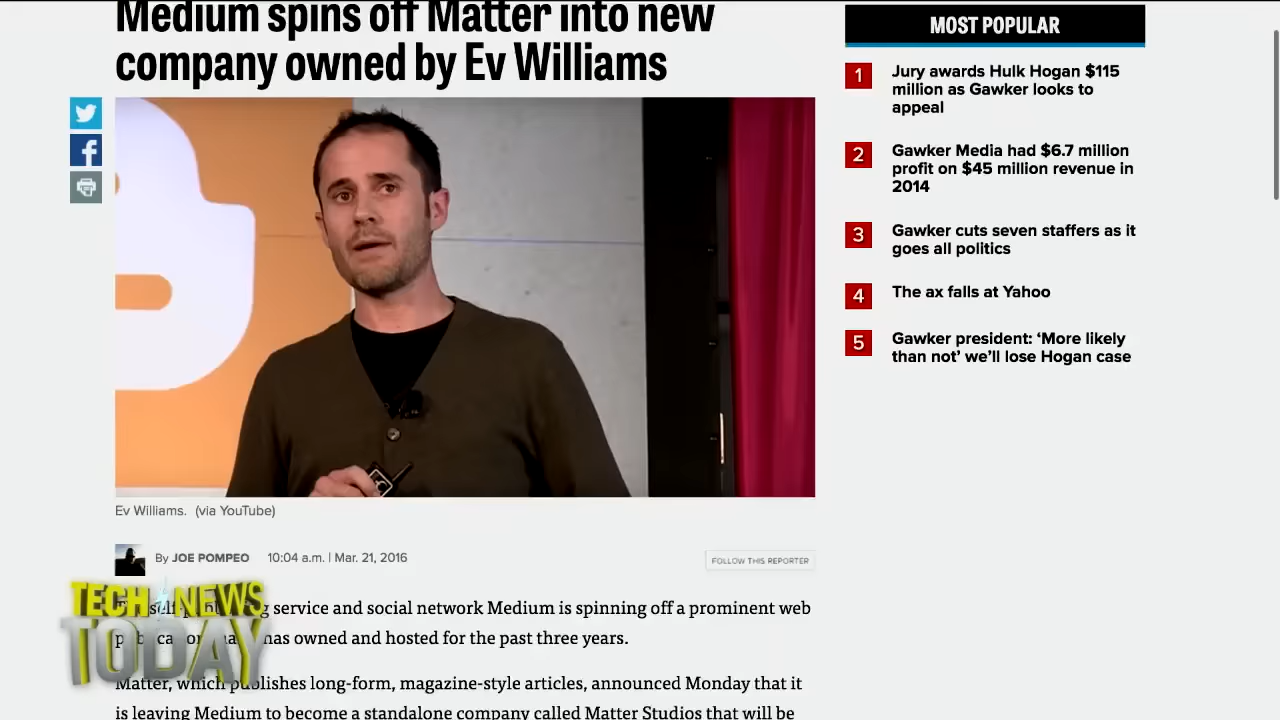 Medium spins off Matter into new
company owned by Ev Williams
Ev Williams. (via YouTube)
By JOE POMPEO 10:04 a.m. | Mar. 21, 2016
FOLLOW THIS REPORTER
service and social network Medium is spinning off a prominent web
has owned and hosted for the past three years.
Matter, which publishes long-form, magazine-style articles, announced Monday that it
is leaving Medium to become a standalone company called Matter Studios that will be
TECH NEWS
TODAY
MOST POPULAR
1 Jury awards Hulk Hogan $115
million as Gawker looks to
appeal
2 Gawker Media had $6.7 million
profit on $45 million revenue in
2014
3 Gawker cuts seven staffers as it
goes all politics
4 The ax falls at Yahoo
5 Gawker president: ‘More likely
than not’ we’ll lose Hogan case